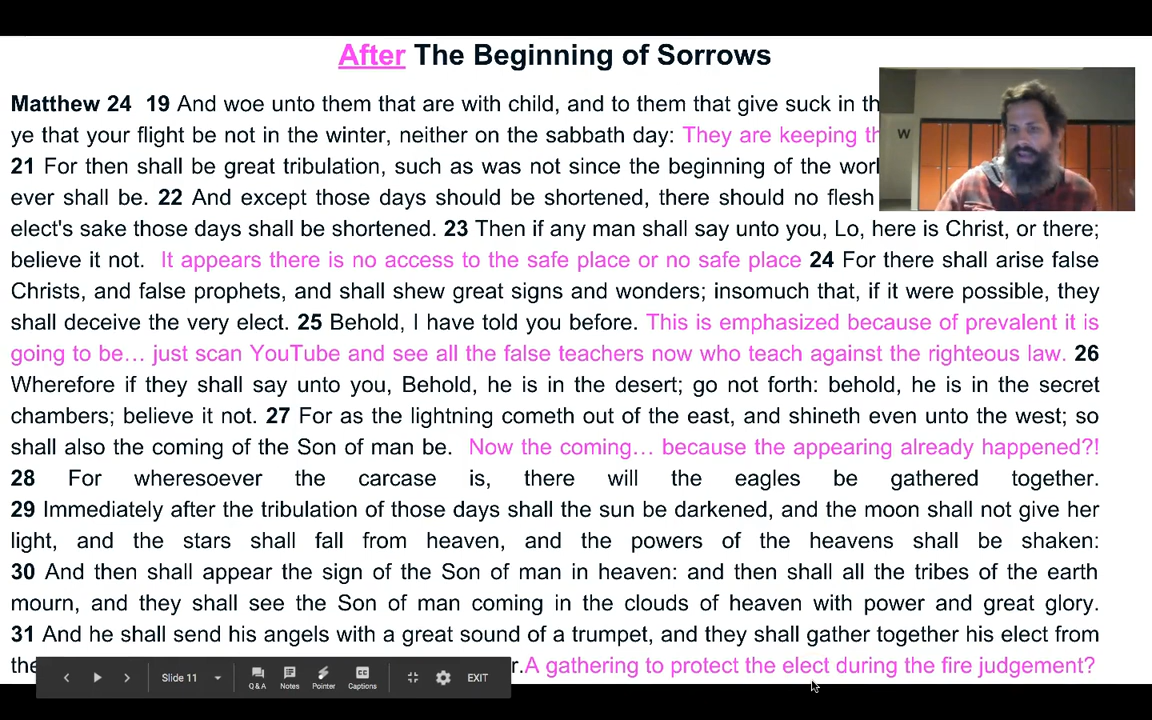 After The Beginning of Sorrows
Matthew 24 19 And woe unto them that are with child, and to them that give suck in
ye that your flight be not in the winter, neither on the sabbath day: They are keeping
W
21 For then shall be great tribulation, such as was not since the beginning of the
ever shall be. 22 And except those days should be shortened, there should no flesh
elect's sake those days shall be shortened. 23 Then if any man shall say unto you, Lo, here is Christ, or there;
believe it not. It appears there is no access to the safe place or no safe place 24 For there shall arise false
Christs, and false prophets, and shall shew great signs and wonders; insomuch that, if it were possible, they
shall deceive the very elect. 25 Behold, I have told you before. This is emphasized because of prevalent it is
going to be... just scan YouTube and see all the false teachers now who teach against the righteous law. 26
Wherefore if they shall say unto you, Behold, he is in the desert; go not forth: behold, he is in the secret
chambers; believe it not. 27 For as the lightning cometh out of the east, and shineth even unto the west; so
shall also the coming of the Son of man be. Now the coming... because the appearing already happened?!
28 For wheresoever the carcase is, there will the eagles be gathered together.
29 Immediately after the tribulation of those days shall the sun be darkened, and the moon shall not give her
light, and the stars shall fall from heaven, and the powers of the heavens shall be shaken:
30 And then shall appear the sign of the Son of man in heaven: and then shall all the tribes of the earth
mourn, and they shall see the Son of man coming in the clouds of heaven with power and great glory.
31 And he shall send his angels with a great sound of a trumpet, and they shall gather together his elect from
r.A gathering to protect the elect during the fire judgement?
Slide 11 Q&A Notes Pointer Captions EXIT